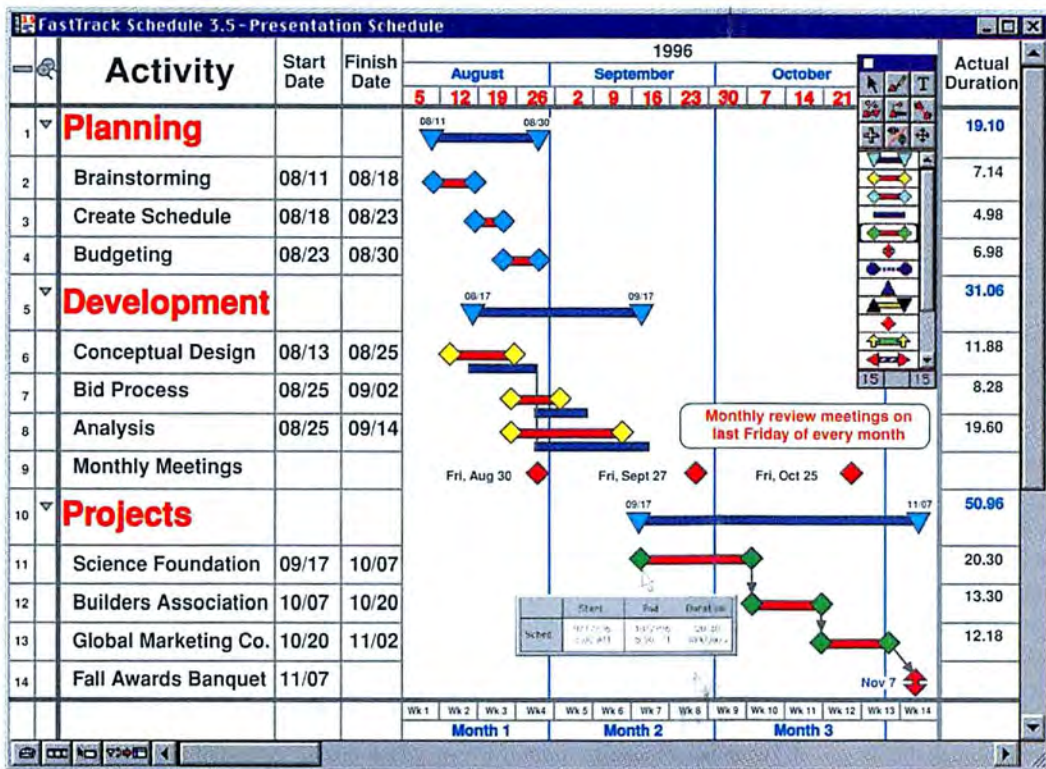 FastTrack Schedule 3.5-Presentation Schedule
Activity Start Date Finish Date 1996 Actual Duration
August September October
5 12 19 26 2 9 16 23 30 7 14 21
1 Planning 08/11 08/30 19.10
2 Brainstorming 08/11 08/18 7.14
3 Create Schedule 08/18 08/23 4.98
4 Budgeting 08/23 08/30 6.98
5 Development 08/17 09/17 31.06
6 Conceptual Design 08/13 08/25 11.88
15 15
7 Bid Process 08/25 09/02 8.28
8 Analysis 08/25 09/14 19.60
Monthly review meetings on
last Friday of every month
9 Monthly Meetings Fri, Aug 30 Fri, Sept 27 Fri, Oct 25
10 Projects 09/17 11/07 50.96
11 Science Foundation 09/17 10/07 20.30
12 Builders Association 10/07 10/20 13.30
Start End Duration
Sched
13 Global Marketing Co. 10/20 11/02 12.18
14 Fall Awards Banquet 11/07 Nov 7
Wk 1 Wk 2 Wk 3 Wk4 Wk 5 Wk 6 Wk 7 Wk 8 Wk 9 Wk 10 Wk 11 Wk 12 Wk 13 Wk 14
Month 1 Month 2 Month 3